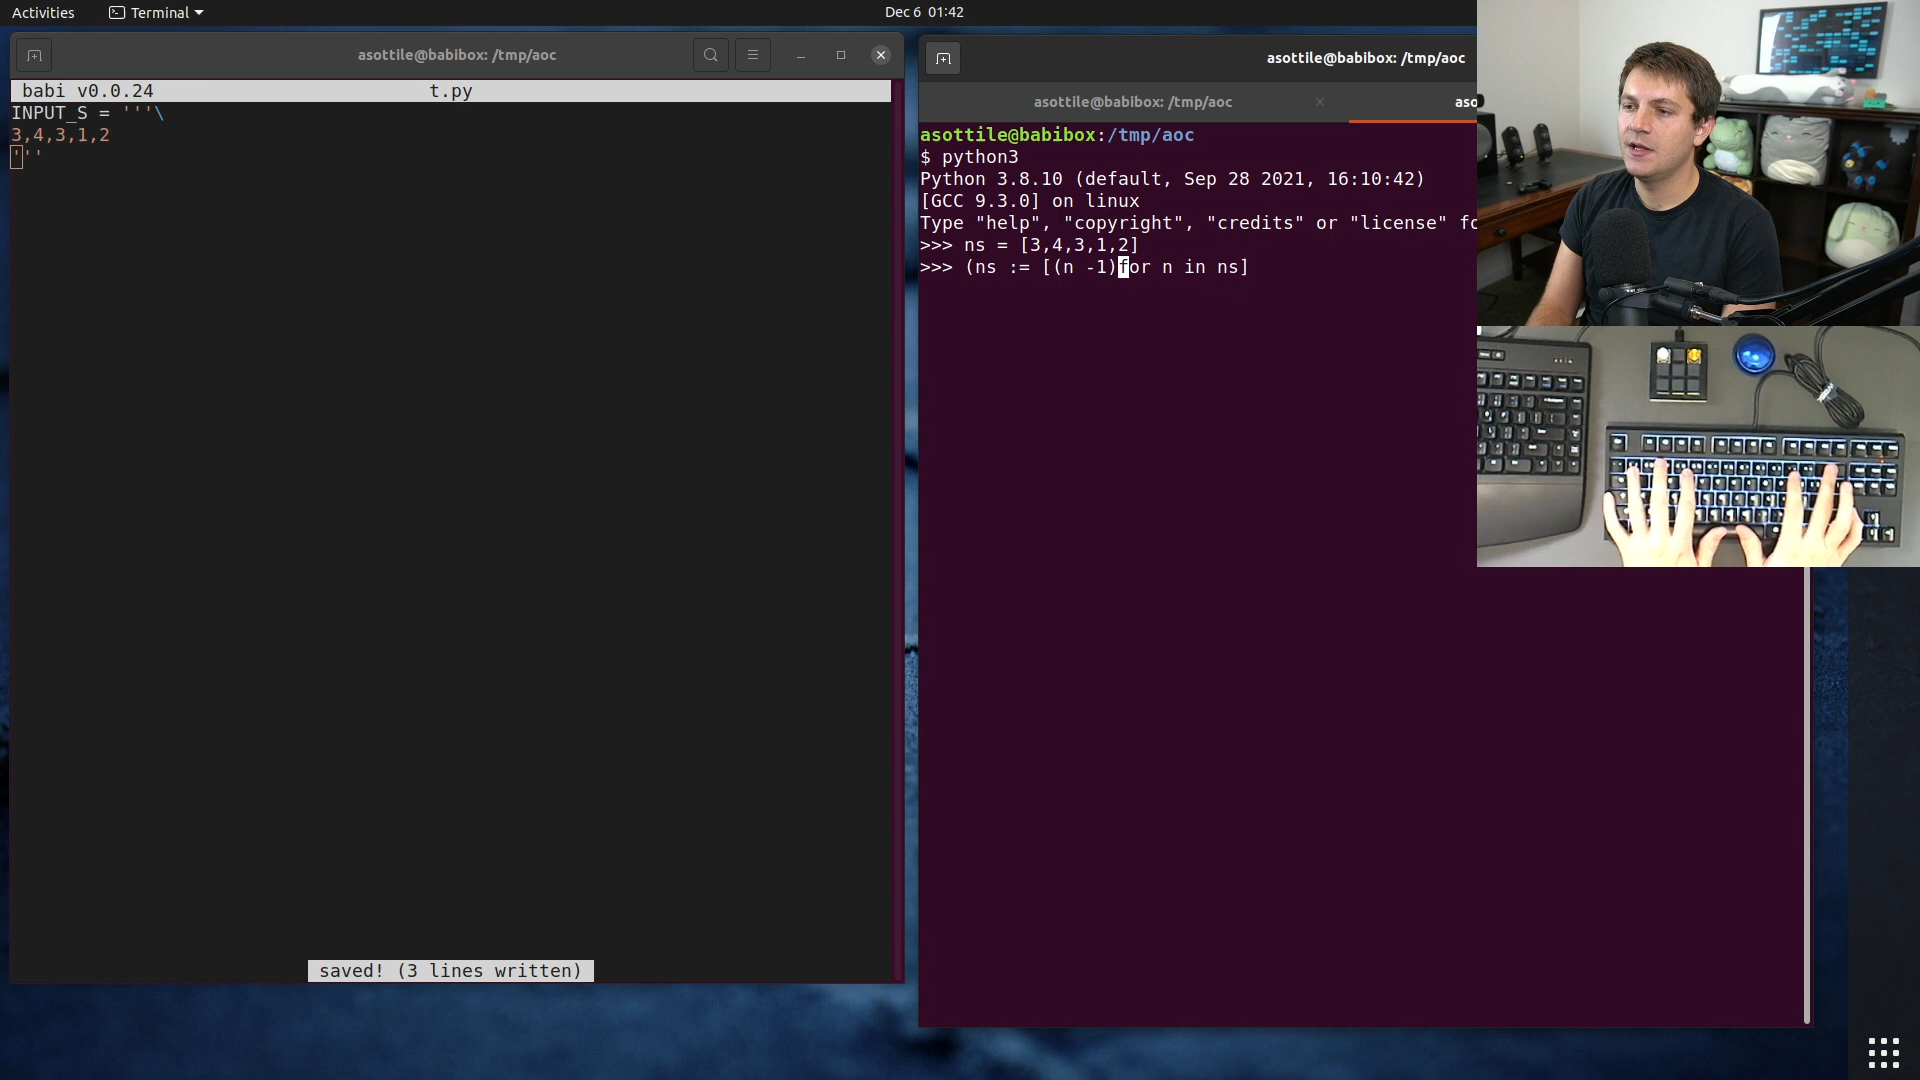 Activities
Terminal
Dec 6 01:42
asottile@babibox: /tmp/aoc
babi v0.0.24
t.py
INPUT_S = '''\
3,4,3,1,2
'''
saved! (3 lines written)
asottile@babibox: /tmp/aoc
asottile@babibox: /tmp/aoc
aso
asottile@babibox:/tmp/aoc
$ python3
Python 3.8.10 (default, Sep 28 2021, 16:10:42)
[GCC 9.3.0] on linux
Type "help", "copyright", "credits" or "license" fo
>>> ns = [3,4,3,1,2]
>>> (ns := [(n -1)for n in ns]